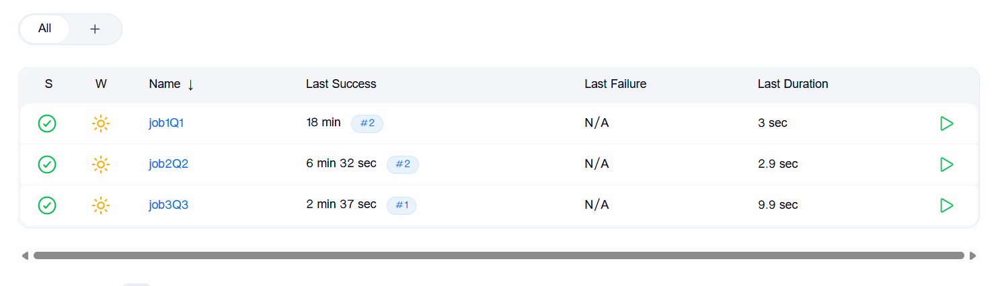 All +
S W Name ↓ Last Success Last Failure Last Duration
job1Q1 18 min #2 N/A 3 sec
job2Q2 6 min 32 sec #2 N/A 2.9 sec
job3Q3 2 min 37 sec #1 N/A 9.9 sec